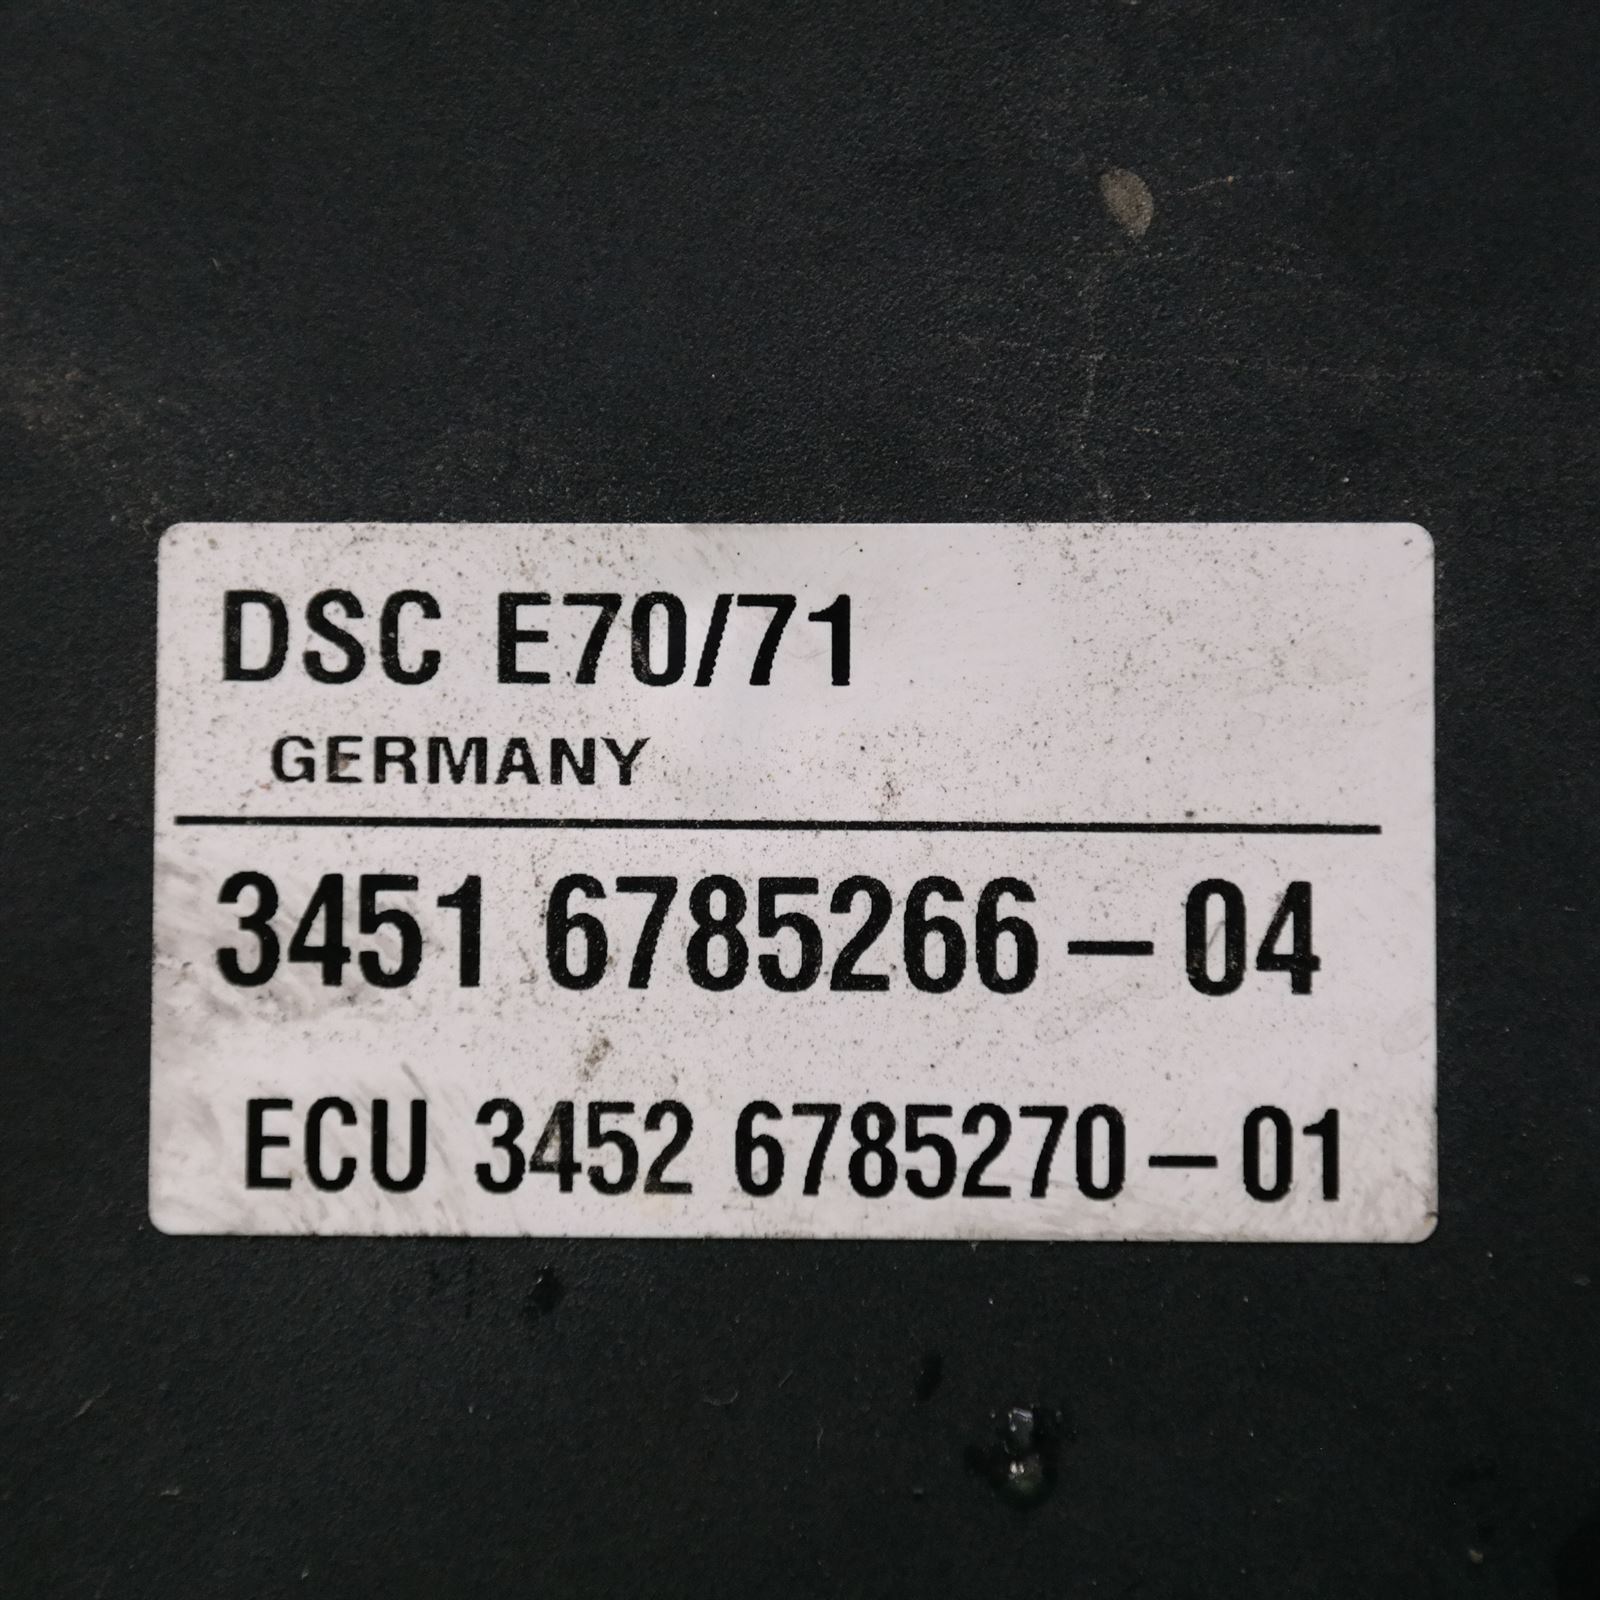 DSC E70/71
GERMANY
3451 6785266-04
ECU 3452 6785270-01